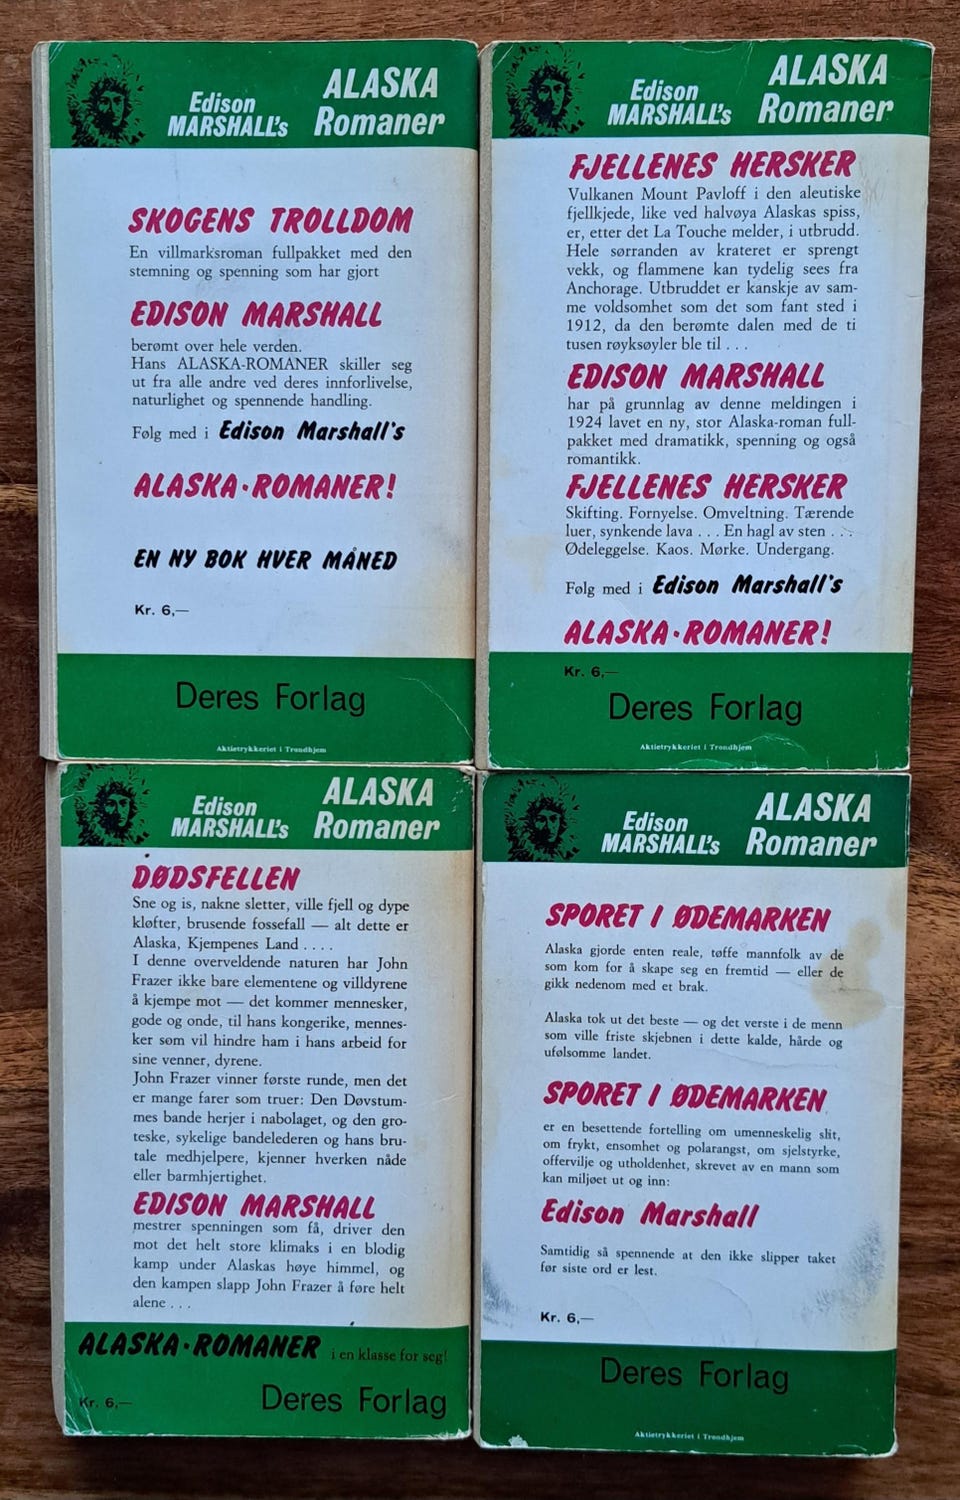 Edison
MARSHALL's
ALASKA
Romaner
SKOGENS TROLLDOM
En villmarksroman fullpakket med den
stemning og spenning som har gjort
EDISON MARSHALL
berømt over hele verden.
Hans ALASKA-ROMANER skiller seg
ut fra alle andre ved deres innforlivelse,
naturlighet og spennende handling.
Følg med i Edison Marshall's
ALASKA-ROMANER!
EN NY BOK HVER MÅNED
Kr. 6,—
Deres Forlag
Aktietrykkeriet i Trondhjem
Edison
MARSHALL's
ALASKA
Romaner
FJELLENES HERSKER
Vulkanen Mount Pavloff i den aleutiske
fjellkjede, like ved halvøya Alaskas spiss,
er, etter det La Touche melder, i utbrudd.
Hele sørranden av krateret er sprengt
vekk, og flammene kan tydelig sees fra
Anchorage. Utbruddet er kanskje av sam-
me voldsomhet som det som fant sted i
1912, da den berømte dalen med de ti
tusen røyksøyler ble til . . .
EDISON MARSHALL
har på grunnlag av denne meldingen i
1924 lavet en ny, stor Alaska-roman full-
pakket med dramatikk, spenning og også
romantikk.
FJELLENES HERSKER
Skifting. Fornyelse. Omveltning. Tærende
luer, synkende lava . . . En hagl av sten . . .
Ødeleggelse. Kaos. Mørke. Undergang.
Følg med i Edison Marshall's
ALASKA-ROMANER!
Kr. 6,—
Deres Forlag
Aktietrykkeriet i Trondhjem
Edison
MARSHALL's
ALASKA
Romaner
DØDSFELLEN
Sne og is, nakne sletter, ville fjell og dype
kløfter, brusende fossefall — alt dette er
Alaska, Kjempenes Land . . . .
I denne overveldende naturen har John
Frazer ikke bare elementene og villdyrene
å kjempe mot — det kommer mennesker,
gode og onde, til hans kongerike, mennes-
ker som vil hindre ham i hans arbeid for
sine venner, dyrene.
John Frazer vinner første runde, men det
er mange farer som truer: Den Døvstum-
mes bande herjer i nabolaget, og den gro-
teske, sykelige bandelederen og hans bru-
tale medhjelpere, kjenner hverken nåde
eller barmhjertighet.
EDISON MARSHALL
mestrer spenningen som få, driver den
mot det helt store klimaks i en blodig
kamp under Alaskas høye himmel, og
den kampen slapp John Frazer å føre helt
alene . . .
ALASKA-ROMANER i en klasse for seg!
Kr. 6,—
Deres Forlag
Edison
MARSHALL's
ALASKA
Romaner
SPORET I ØDEMARKEN
Alaska gjorde enten reale, tøffe mannfolk av de
som kom for å skape seg en fremtid — eller de
gikk nedenom med et brak.
Alaska tok ut det beste — og det verste i de menn
som ville friste skjebnen i dette kalde, hårde og
ufølsomme landet.
SPORET I ØDEMARKEN
er en besettende fortelling om umenneskelig slit,
om frykt, ensomhet og polarangst, om sjelstyrke,
offervilje og utholdenhet, skrevet av en mann som
kan miljøet ut og inn:
Edison Marshall
Samtidig så spennende at den ikke slipper taket
før siste ord er lest.
Kr. 6,—
Deres Forlag
Aktietrykkeriet i Trondhjem